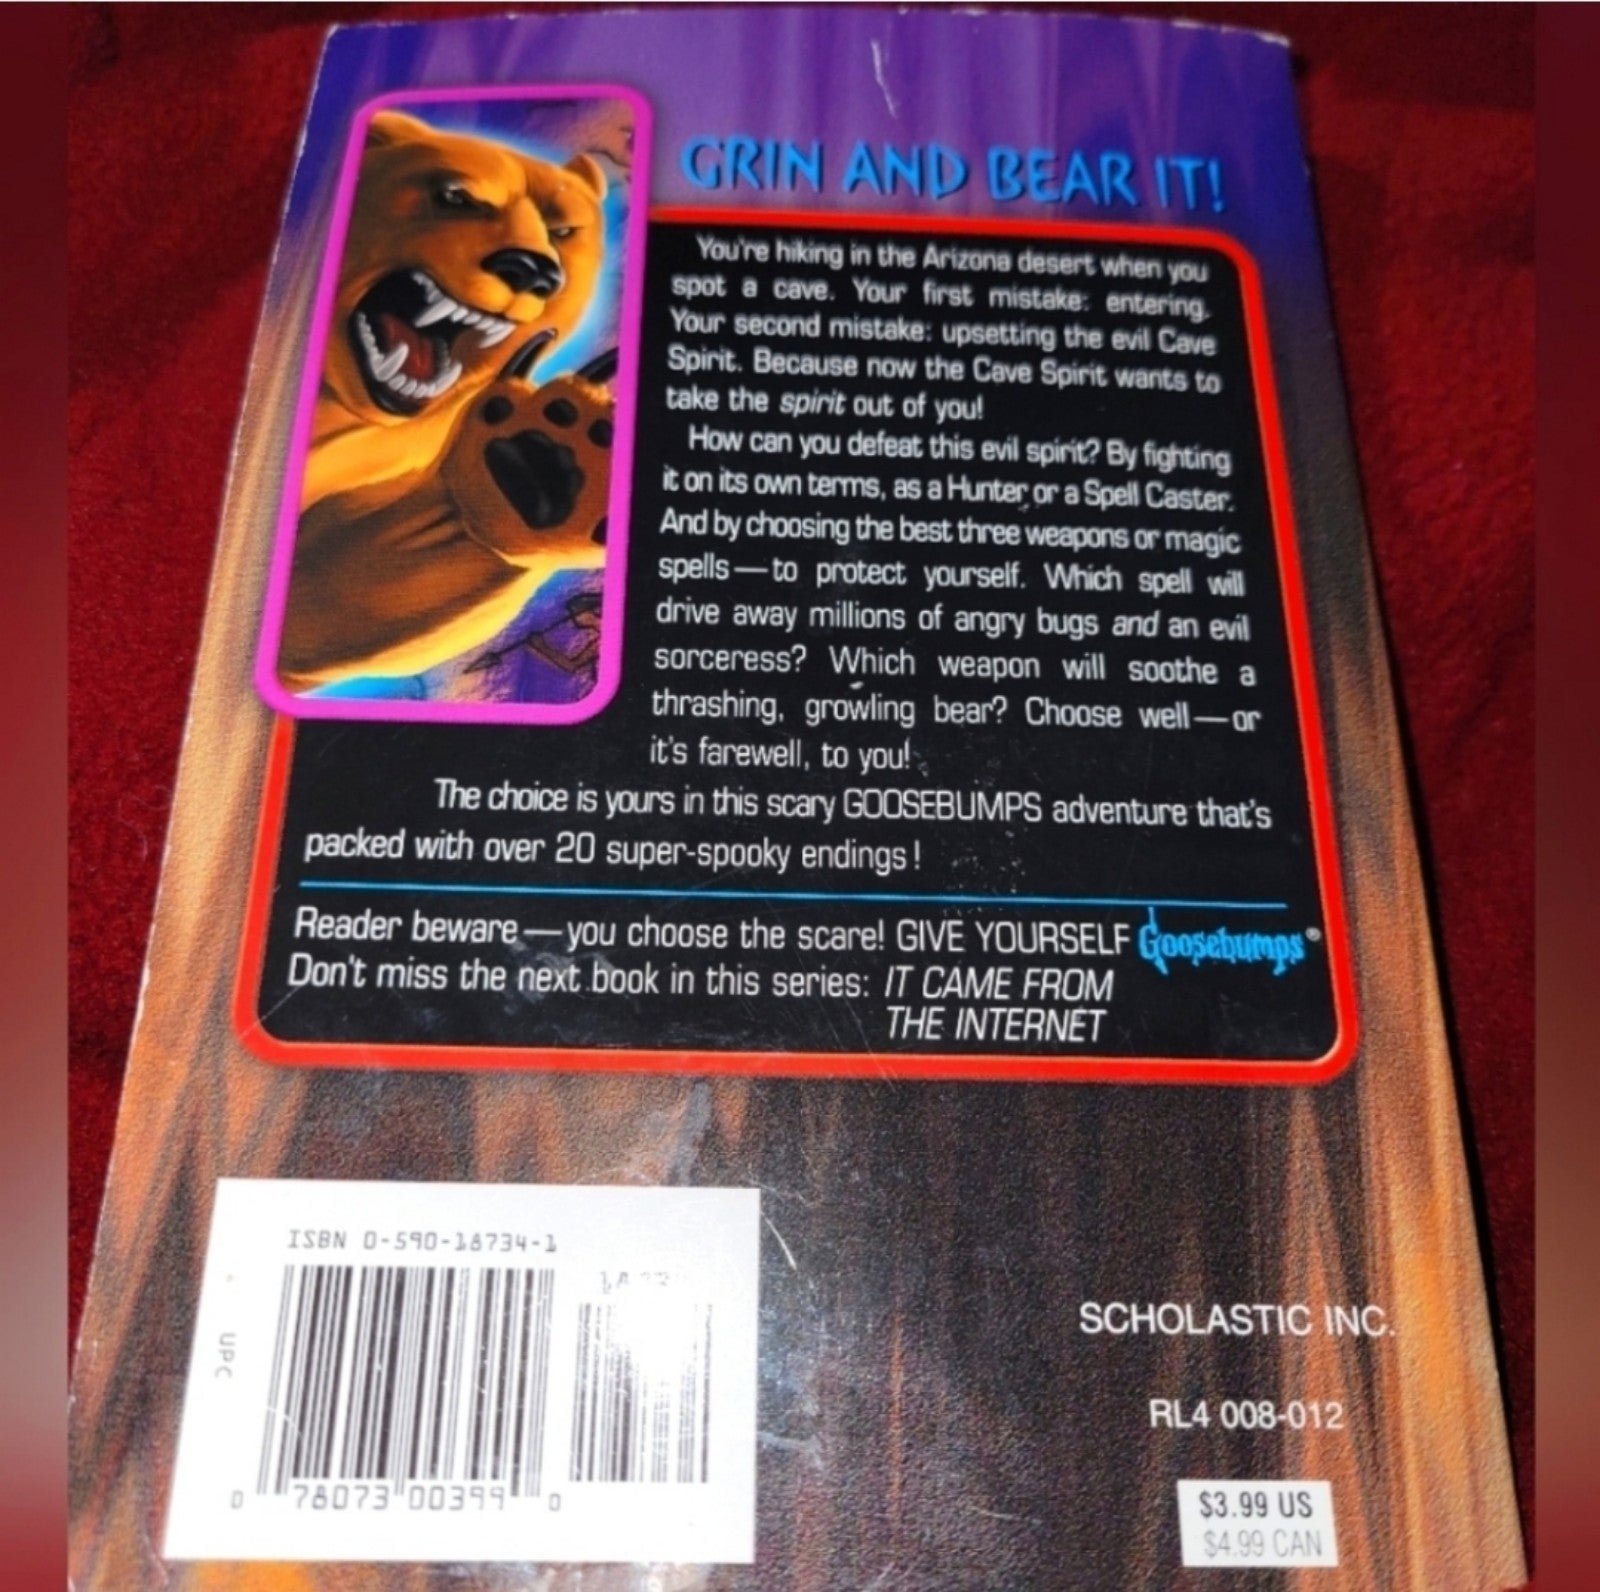 GRIN AND BEAR IT!
You're hiking in the Arizona desert when you
spot a cave. Your first mistake: entering.
Your second mistake: upsetting the evil Cave
Spirit. Because now the Cave Spirit wants to
take the spirit out of you!
How can you defeat this evil spirit? By fighting
it on its own terms, as a Hunter or a Spell Caster.
And by choosing the best three weapons or magic
spells — to protect yourself. Which spell will
drive away millions of angry bugs and an evil
sorceress? Which weapon will soothe a
thrashing, growling bear? Choose well — or
it's farewell, to you!
The choice is yours in this scary GOOSEBUMPS adventure that's
packed with over 20 super-spooky endings!
Reader beware — you choose the scare! GIVE YOURSELF Goosebumps®
Don't miss the next book in this series: IT CAME FROM
THE INTERNET
ISBN 0-590-18734-1
UPC
0 78073 00399 0
SCHOLASTIC INC.
RL4 008-012
$3.99 US
$4.99 CAN